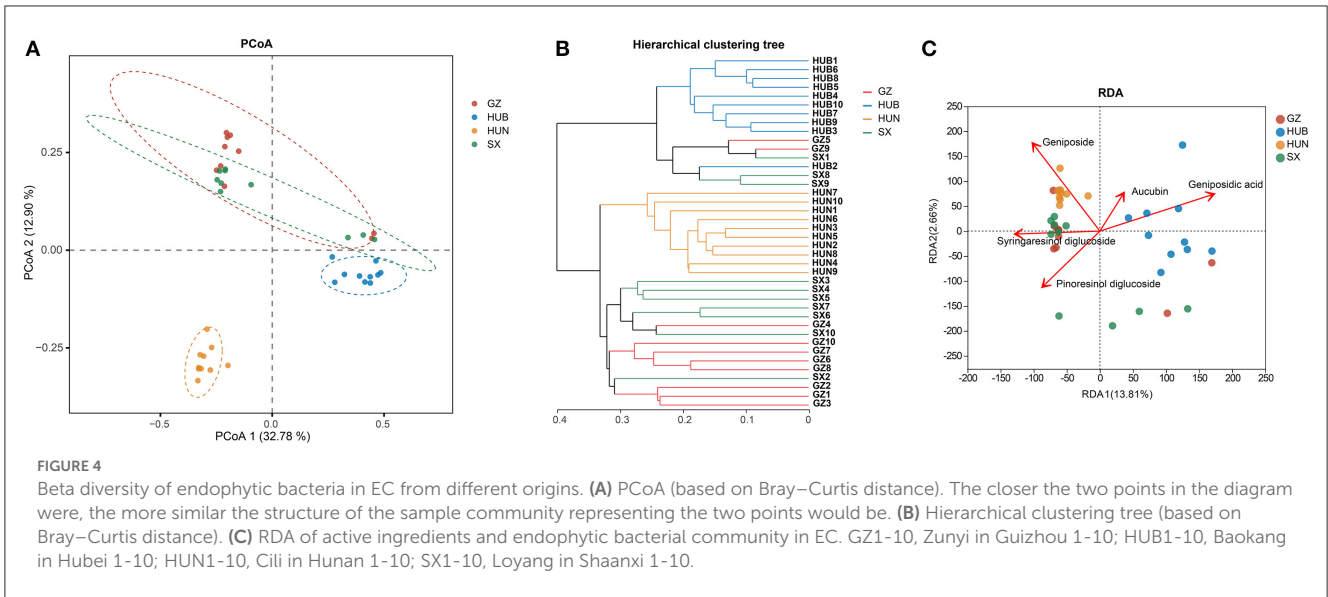 A
PCoA
0.25
0.00
−0.25
PCoA 2 (12.90 %)
−0.5
0.0
0.5
PCoA 1 (32.78 %)
GZ
HUB
HUN
SX
B
Hierarchical clustering tree
HUB1
HUB6
HUB8
HUB5
HUB4
HUB10
HUB7
HUB9
HUB3
GZ5
GZ9
SX1
HUB2
SX8
SX9
HUN7
HUN10
HUN1
HUN6
HUN3
HUN5
HUN2
HUN8
HUN4
HUN9
SX3
SX4
SX5
SX7
SX6
GZ4
SX10
GZ10
GZ7
GZ6
GZ8
SX2
GZ2
GZ1
GZ3
0.4 0.3 0.2 0.1 0
GZ
HUB
HUN
SX
C
RDA
250
200
150
100
50
0
-50
-100
-150
-200
-250
RDA2(2.66%)
Geniposide
Aucubin
Geniposidic acid
Syringaresinol diglucoside
Pinoresinol diglucoside
-200 -150 -100 -50 0 50 100 150 200 250
RDA1(13.81%)
GZ
HUB
HUN
SX
FIGURE 4
Beta diversity of endophytic bacteria in EC from different origins. (A) PCoA (based on Bray–Curtis distance). The closer the two points in the diagram
were, the more similar the structure of the sample community representing the two points would be. (B) Hierarchical clustering tree (based on
Bray–Curtis distance). (C) RDA of active ingredients and endophytic bacterial community in EC. GZ1-10, Zunyi in Guizhou 1-10; HUB1-10, Baokang
in Hubei 1-10; HUN1-10, Cili in Hunan 1-10; SX1-10, Loyang in Shaanxi 1-10.